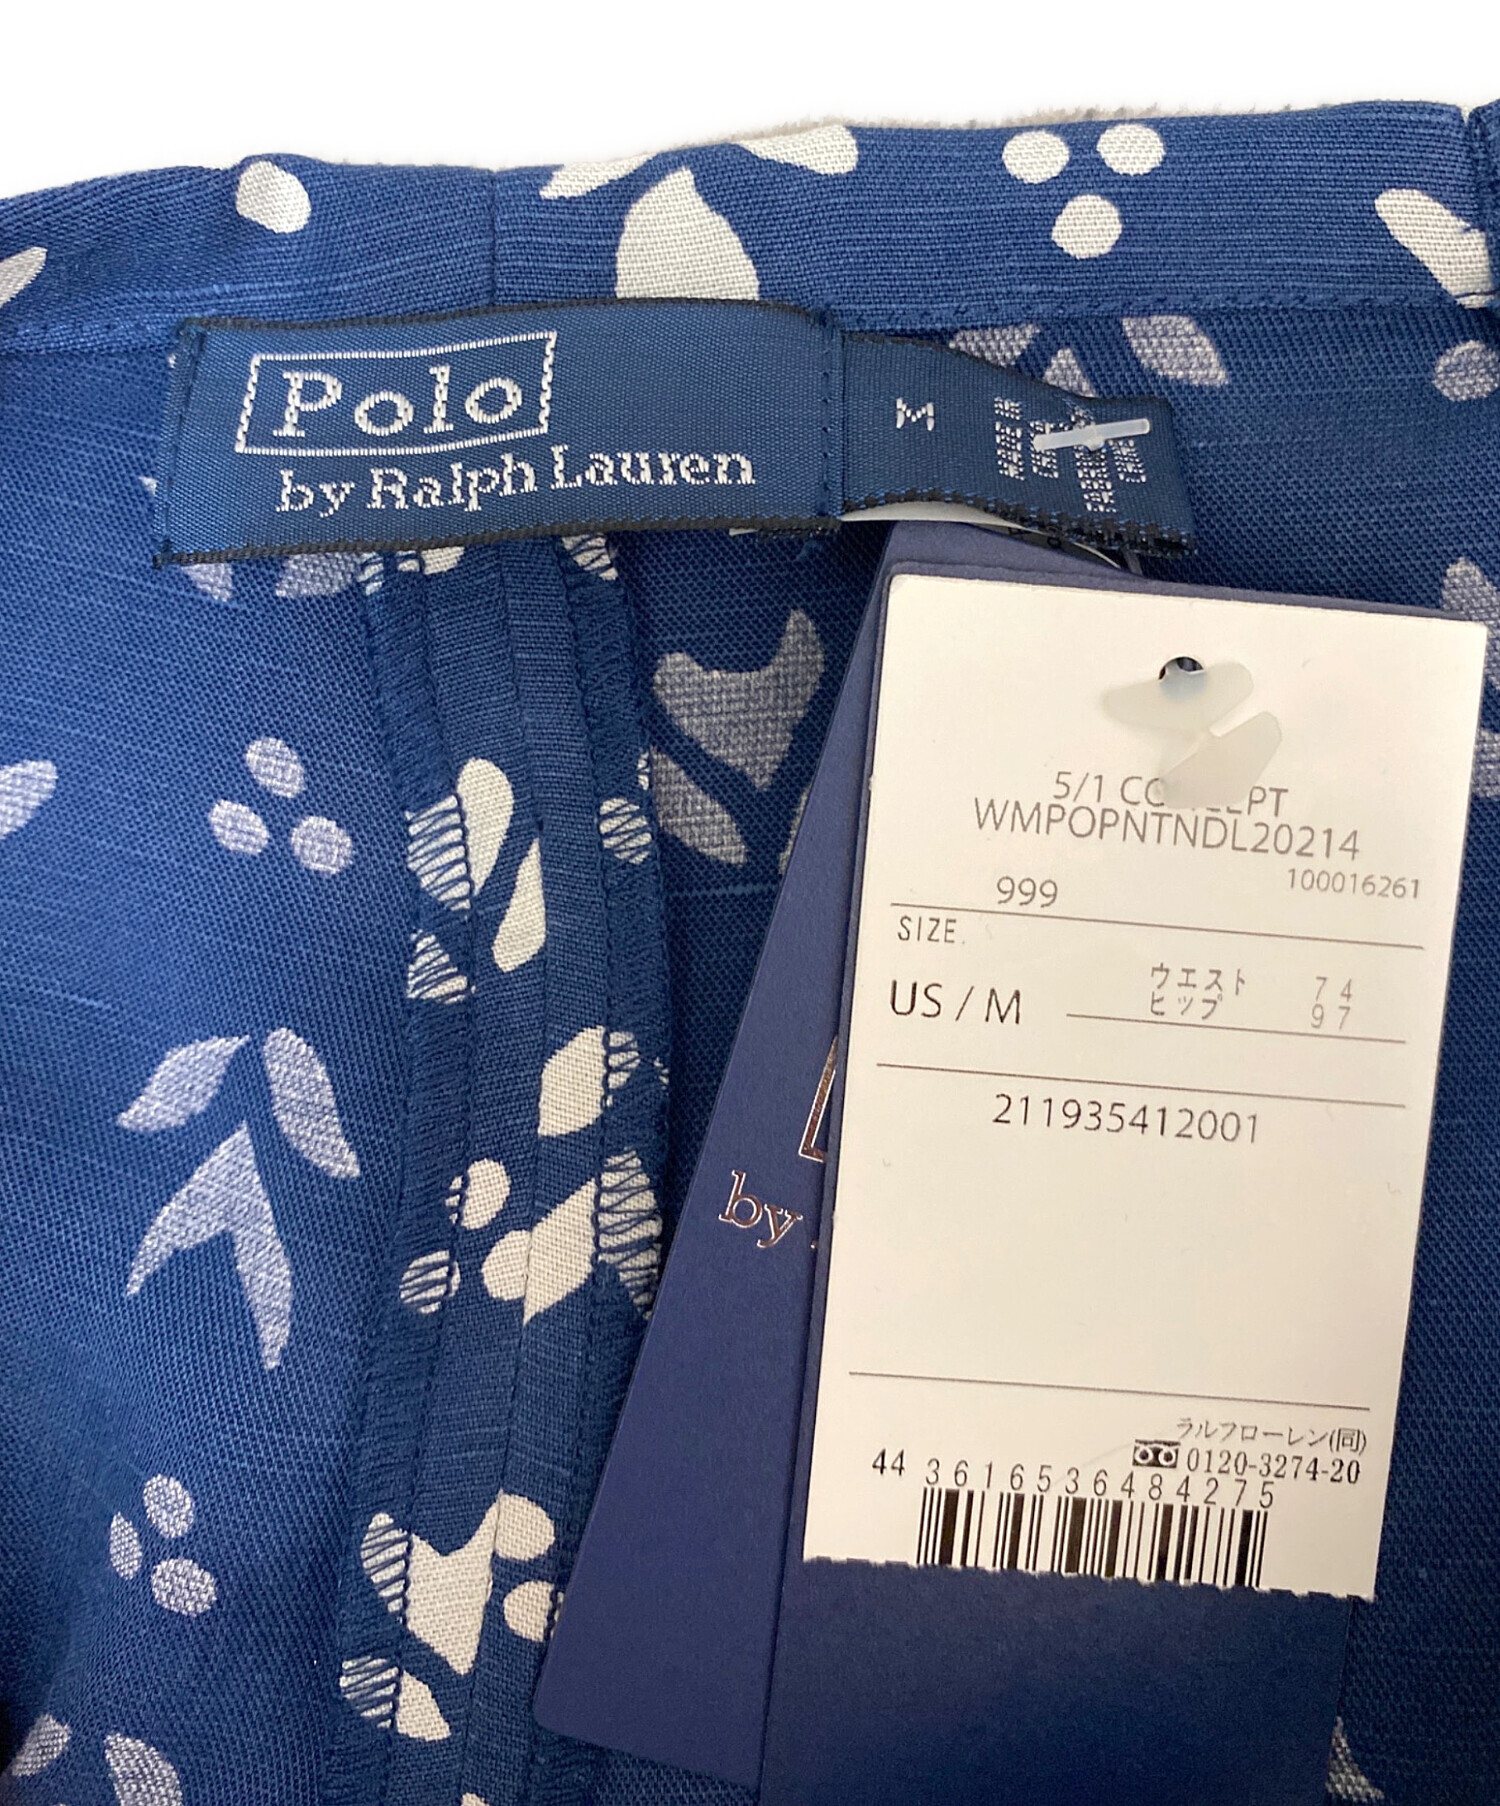 Polo
by Ralph Lauren
M
by
5/1
WMPOPNTNDL20214
100016261
999
SIZE
US / M
ウエスト 74
ヒップ 97
211935412001
ラルフローレン(同)
0120-3274-20
44 3616536484275